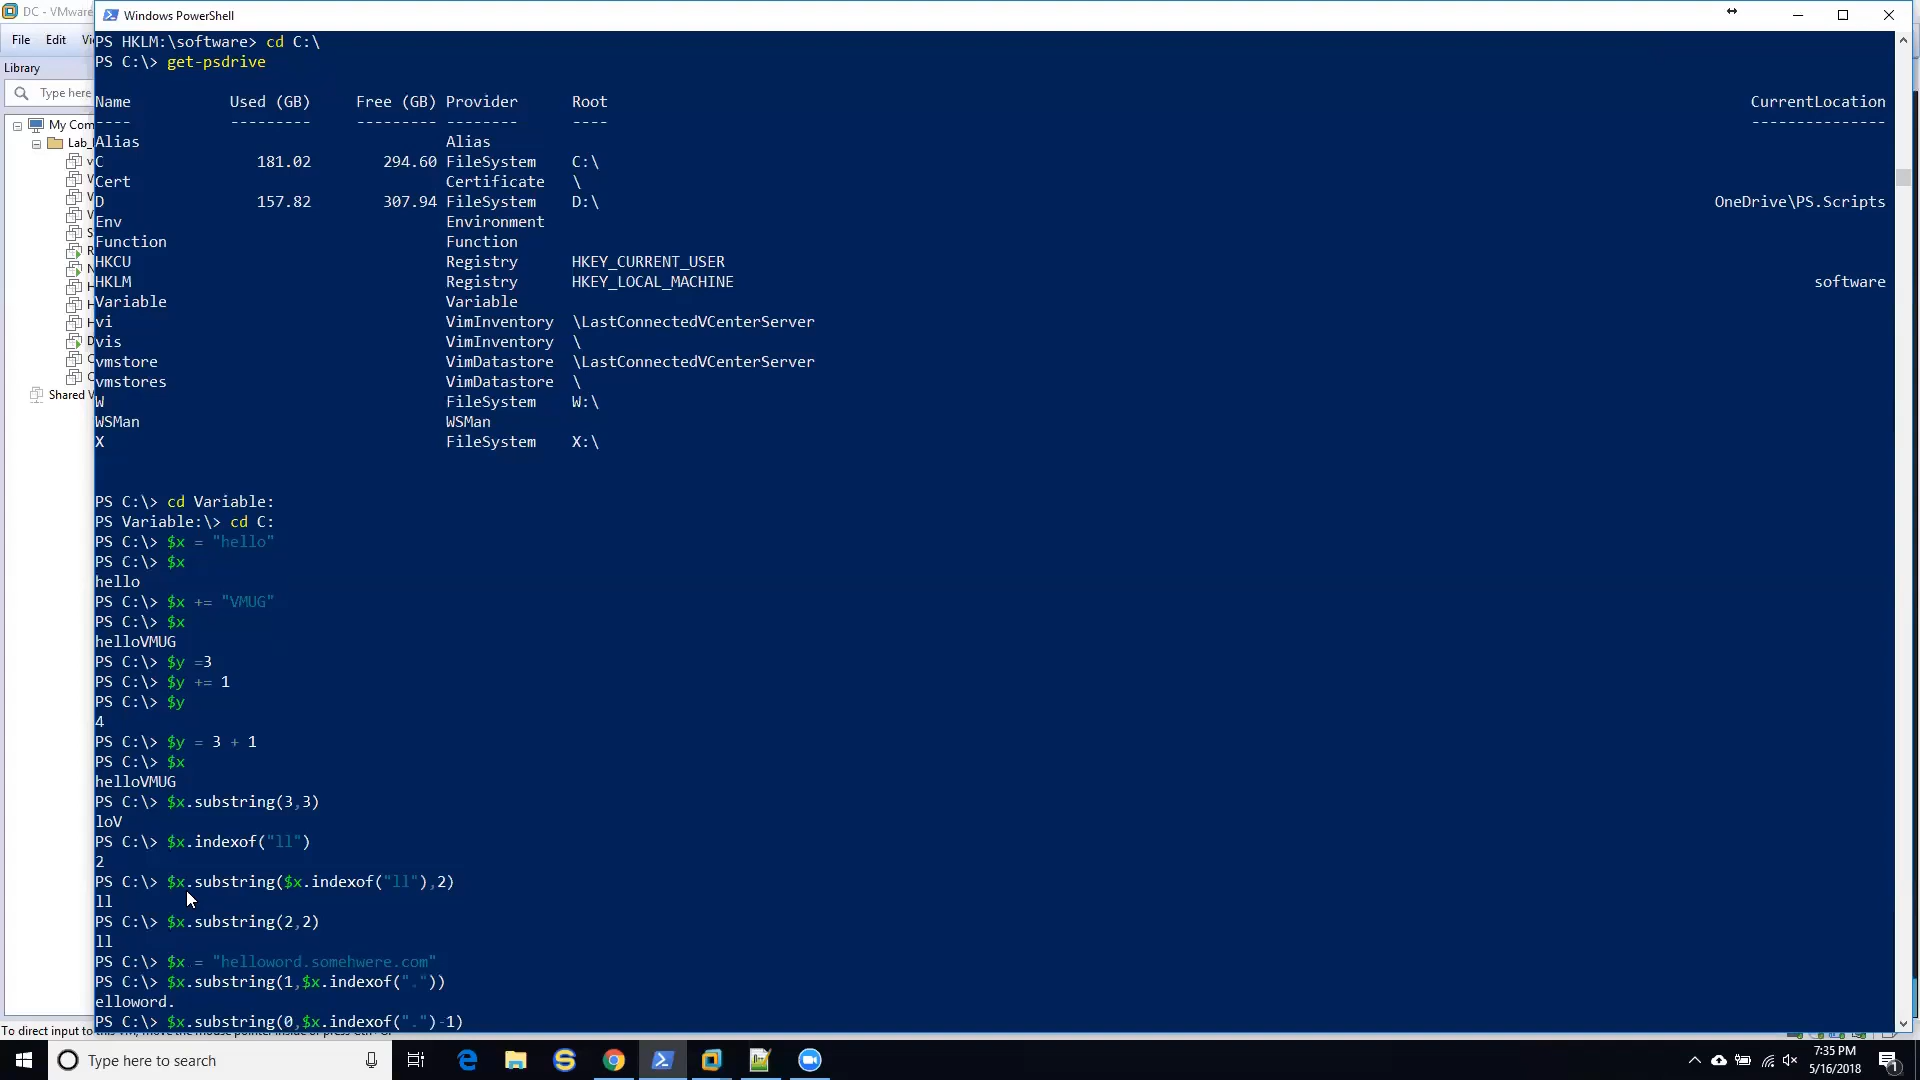 DC - VMware
Windows PowerShell
File Edit
Library
Type here
My Com
Lab_
Shared V
PS HKLM:\software> cd C:\
PS C:\> get-psdrive
Name Used (GB) Free (GB) Provider Root CurrentLocation
---- --------- --------- -------- ---- ---------------
Alias Alias
C 181.02 294.60 FileSystem C:\
Cert Certificate \
D 157.82 307.94 FileSystem D:\ OneDrive\PS.Scripts
Env Environment
Function Function
HKCU Registry HKEY_CURRENT_USER
HKLM Registry HKEY_LOCAL_MACHINE software
Variable Variable
vi VimInventory \LastConnectedVCenterServer
vis VimInventory \
vmstore VimDatastore \LastConnectedVCenterServer
vmstores VimDatastore \
W FileSystem W:\
WSMan WSMan
X FileSystem X:\
PS C:\> cd Variable:
PS Variable:\> cd C:
PS C:\> $x = "hello"
PS C:\> $x
hello
PS C:\> $x += "VMUG"
PS C:\> $x
helloVMUG
PS C:\> $y =3
PS C:\> $y += 1
PS C:\> $y
4
PS C:\> $y = 3 + 1
PS C:\> $x
helloVMUG
PS C:\> $x.substring(3,3)
loV
PS C:\> $x.indexof("ll")
2
PS C:\> $x.substring($x.indexof("ll"),2)
ll
PS C:\> $x.substring(2,2)
ll
PS C:\> $x = "helloword.somehwere.com"
PS C:\> $x.substring(1,$x.indexof("."))
elloword.
PS C:\> $x.substring(0,$x.indexof(".")-1)
To direct input to
Type here to search
7:35 PM
5/16/2018
1